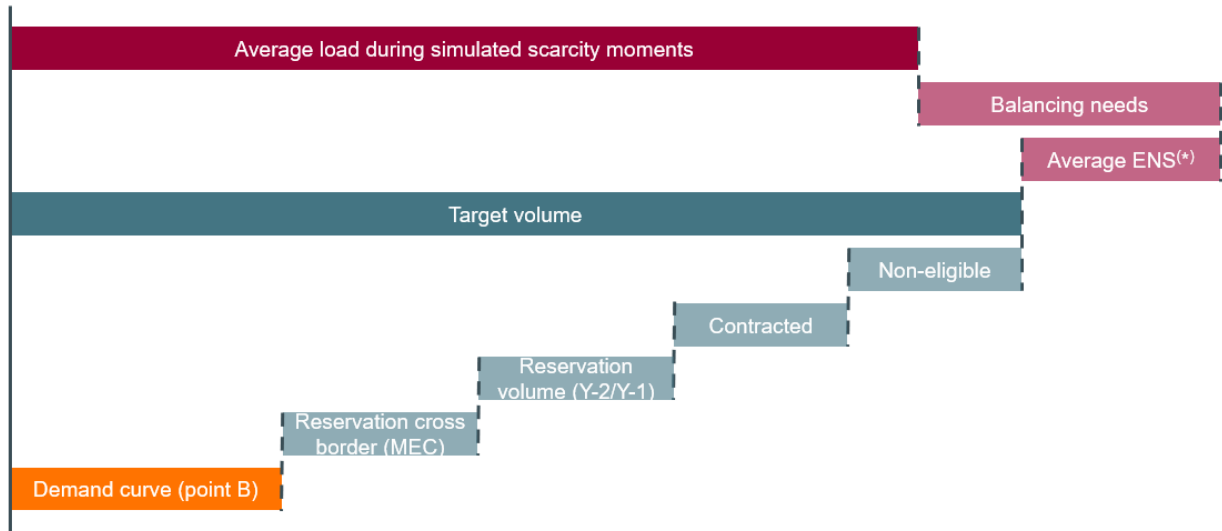 Average load during simulated scarcity moments
Balancing needs
Average ENS(*)
Target volume
Non-eligible
Contracted
Reservation
volume (Y-2/Y-1)
Reservation cross
border (MEC)
Demand curve (point B)